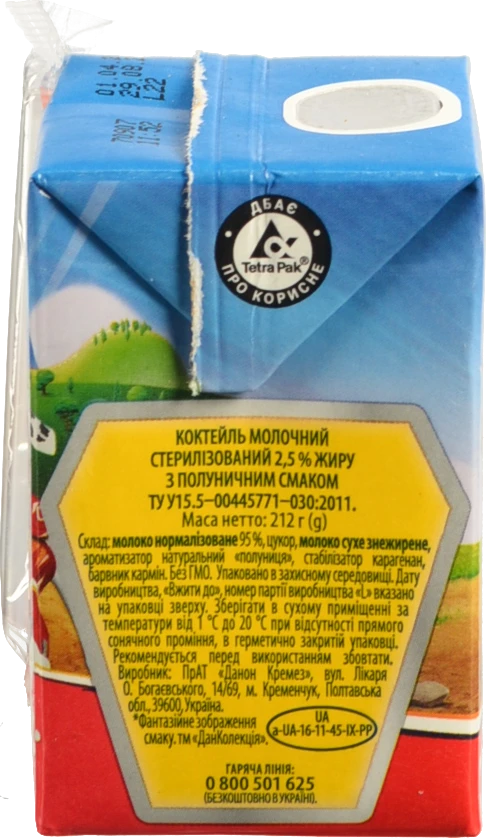 01.04.
29.08.
L22
70907
11:52
ДБАЄ
Tetra Pak®
ПРО КОРИСНЕ
КОКТЕЙЛЬ МОЛОЧНИЙ
СТЕРИЛІЗОВАНИЙ 2,5 % ЖИРУ
З ПОЛУНИЧНИМ СМАКОМ
ТУ У15.5–00445771–030:2011.
Маса нетто: 212 г (g)
Склад: молоко нормалізоване 95 %, цукор, молоко сухе знежирене,
ароматизатор натуральний «полуниця», стабілізатор карагенан,
барвник кармін. Без ГМО. Упаковано в захисному середовищі. Дату
виробництва, «Вжити до», номер партії виробництва «L» вказано
на упаковці зверху. Зберігати в сухому приміщенні за
температури від 1 °С до 20 °С при відсутності прямого
сонячного проміння, в герметично закритій упаковці.
Рекомендується перед використанням збовтати.
Виробник: ПрАТ «Данон Кремез», вул. Лікаря
О. Богаєвського, 14/69, м. Кременчук, Полтавська
обл., 39600, Україна.
*Фантазійне зображення
смаку. тм «ДанКолекція».
UA
a-UA-16-11-45-IX-PP
ГАРЯЧА ЛІНІЯ:
0 800 501 625
(БЕЗКОШТОВНО В УКРАЇНІ).